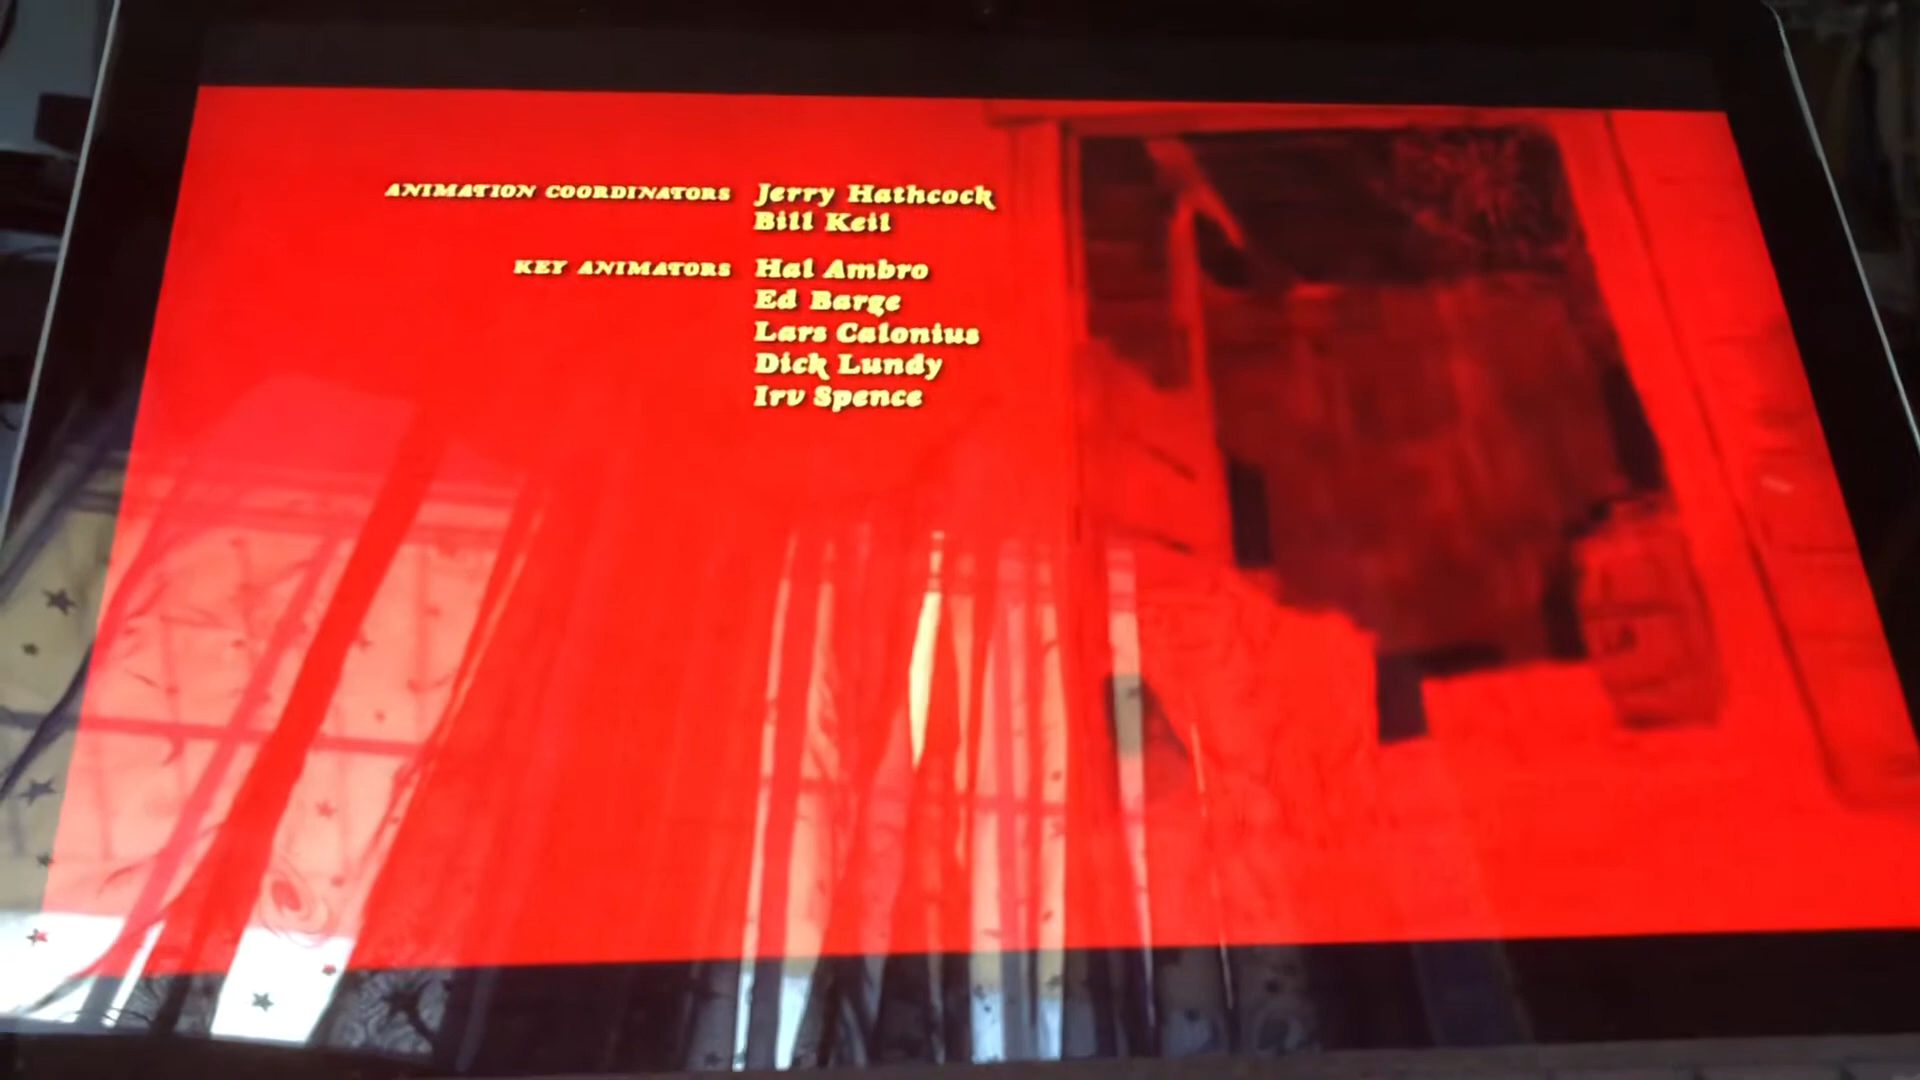 ANIMATION COORDINATORS Jerry Hathcock
Bill Keil
KEY ANIMATORS Hal Ambro
Ed Barge
Lars Calonius
Dick Lundy
Irv Spence